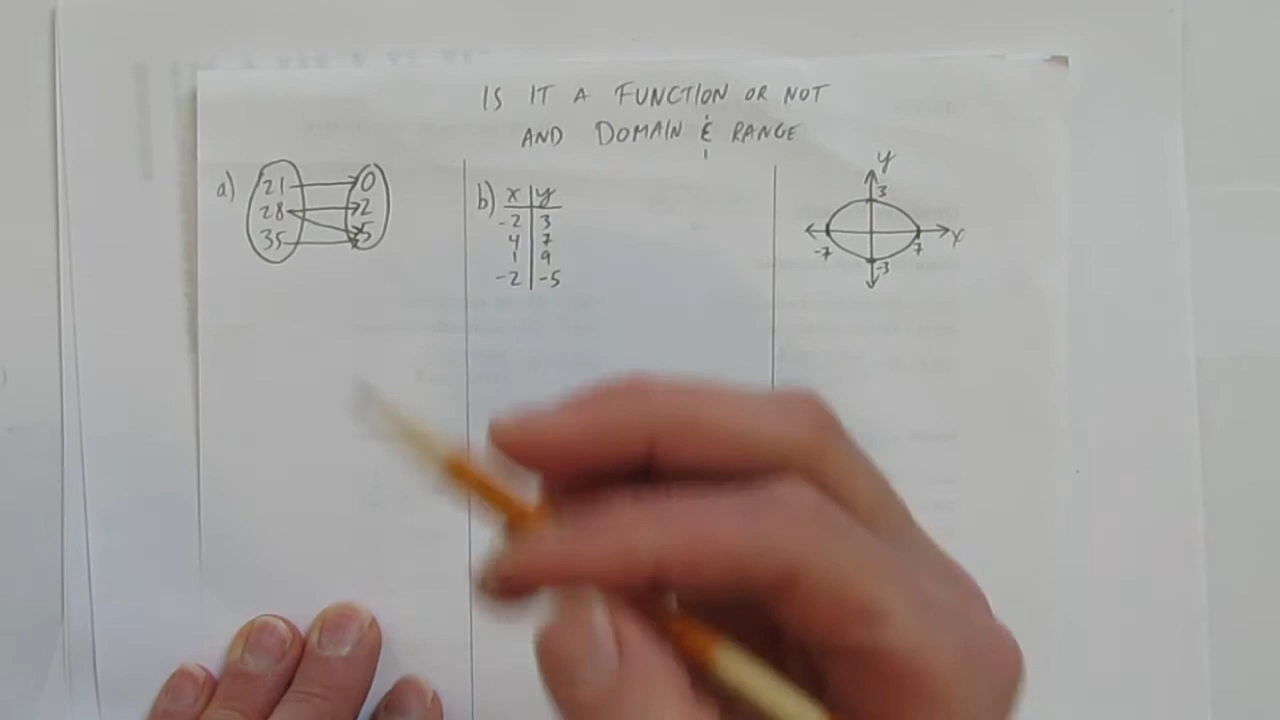 IS IT A FUNCTION OR NOT
AND DOMAIN & RANGE
a)
21 0
28 2
35 5
b) x y
-2 3
4 7
1 9
-2 -5
y
3
x
-7 7
-3